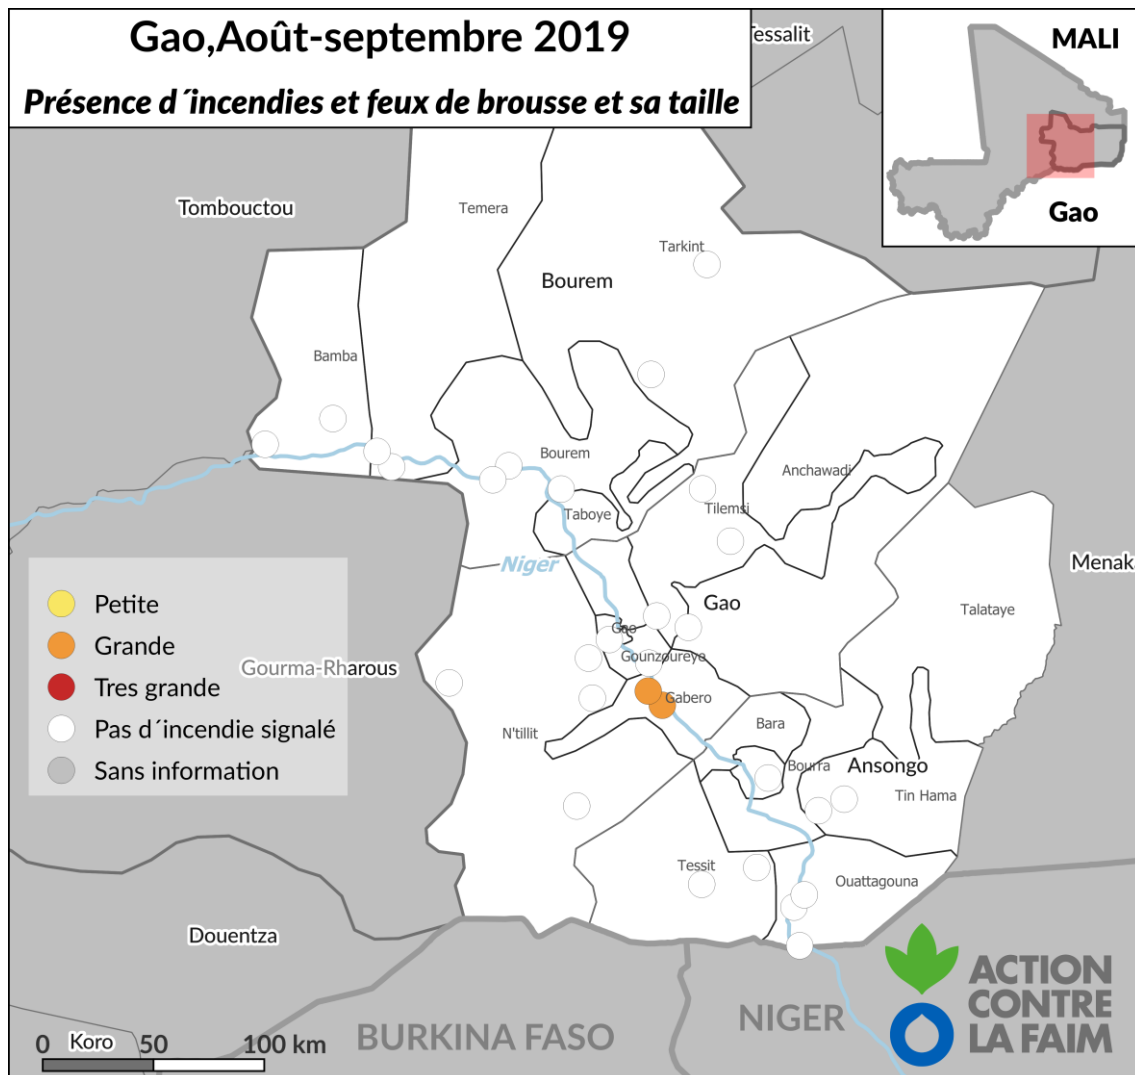 Gao,Août-septembre 2019
Présence d´incendies et feux de brousse et sa taille
Tessalit
MALI
Gao
Tombouctou
Temera
Tarkint
Bourem
Bamba
Bourem
Anchawadi
Taboye
Tilemsi
Niger
Menaka
Petite
Grande
Tres grande
Pas d´incendie signalé
Sans information
Gao
Talataye
Gao
Gounzoureye
Gourma-Rharous
Gabero
N'tillit
Bara
Bourra
Ansongo
Tin Hama
Tessit
Ouattagouna
Douentza
ACTION
CONTRE
LA FAIM
NIGER
BURKINA FASO
Koro
0 50 100 km